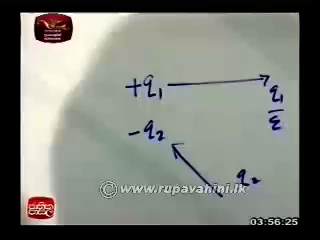 +q₁ → q₁/ε
-q₂
q₂
www.rupavahini.lk
03:56:25